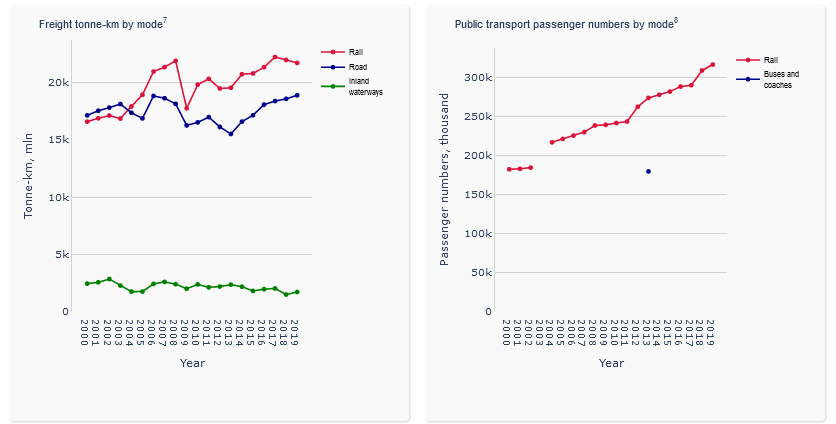 Freight tonne-km by mode7
Tonne-km, mln
20k
15k
10k
5k
0
2000
2001
2002
2003
2004
2005
2006
2007
2008
2009
2010
2011
2012
2013
2014
2015
2016
2017
2018
2019
Year
Rail
Road
Inland
waterways
Public transport passenger numbers by mode8
Passenger numbers, thousand
300k
250k
200k
150k
100k
50k
0
2000
2001
2002
2003
2004
2005
2006
2007
2008
2009
2010
2011
2012
2013
2014
2015
2016
2017
2018
2019
Year
Rail
Buses and
coaches